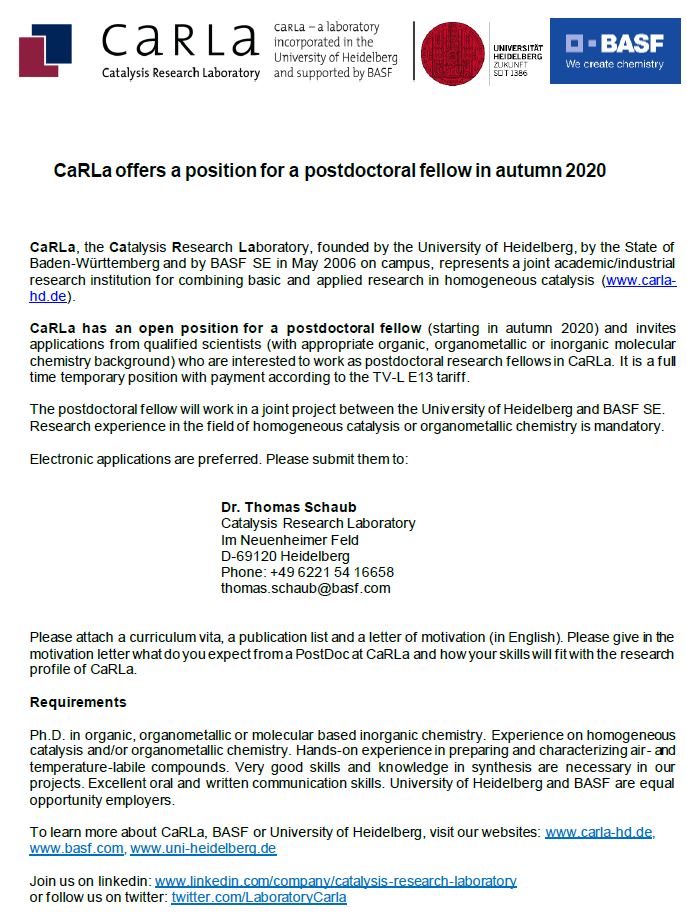 CaRLa
Catalysis Research Laboratory
CaRLa – a laboratory
incorporated in the
University of Heidelberg
and supported by BASF
UNIVERSITÄT
HEIDELBERG
ZUKUNFT
SEIT 1386
BASF
We create chemistry
CaRLa offers a position for a postdoctoral fellow in autumn 2020
CaRLa, the Catalysis Research Laboratory, founded by the University of Heidelberg, by the State of
Baden-Württemberg and by BASF SE in May 2006 on campus, represents a joint academic/industrial
research institution for combining basic and applied research in homogeneous catalysis (www.carla-
hd.de).
CaRLa has an open position for a postdoctoral fellow (starting in autumn 2020) and invites
applications from qualified scientists (with appropriate organic, organometallic or inorganic molecular
chemistry background) who are interested to work as postdoctoral research fellows in CaRLa. It is a full
time temporary position with payment according to the TV-L E13 tariff.
The postdoctoral fellow will work in a joint project between the University of Heidelberg and BASF SE.
Research experience in the field of homogeneous catalysis or organometallic chemistry is mandatory.
Electronic applications are preferred. Please submit them to:
Dr. Thomas Schaub
Catalysis Research Laboratory
Im Neuenheimer Feld
D-69120 Heidelberg
Phone: +49 6221 54 16658
thomas.schaub@basf.com
Please attach a curriculum vita, a publication list and a letter of motivation (in English). Please give in the
motivation letter what do you expect from a PostDoc at CaRLa and how your skills will fit with the research
profile of CaRLa.
Requirements
Ph.D. in organic, organometallic or molecular based inorganic chemistry. Experience on homogeneous
catalysis and/or organometallic chemistry. Hands-on experience in preparing and characterizing air- and
temperature-labile compounds. Very good skills and knowledge in synthesis are necessary in our
projects. Excellent oral and written communication skills. University of Heidelberg and BASF are equal
opportunity employers.
To learn more about CaRLa, BASF or University of Heidelberg, visit our websites: www.carla-hd.de,
www.basf.com, www.uni-heidelberg.de
Join us on linkedin: www.linkedin.com/company/catalysis-research-laboratory
or follow us on twitter: twitter.com/LaboratoryCarla